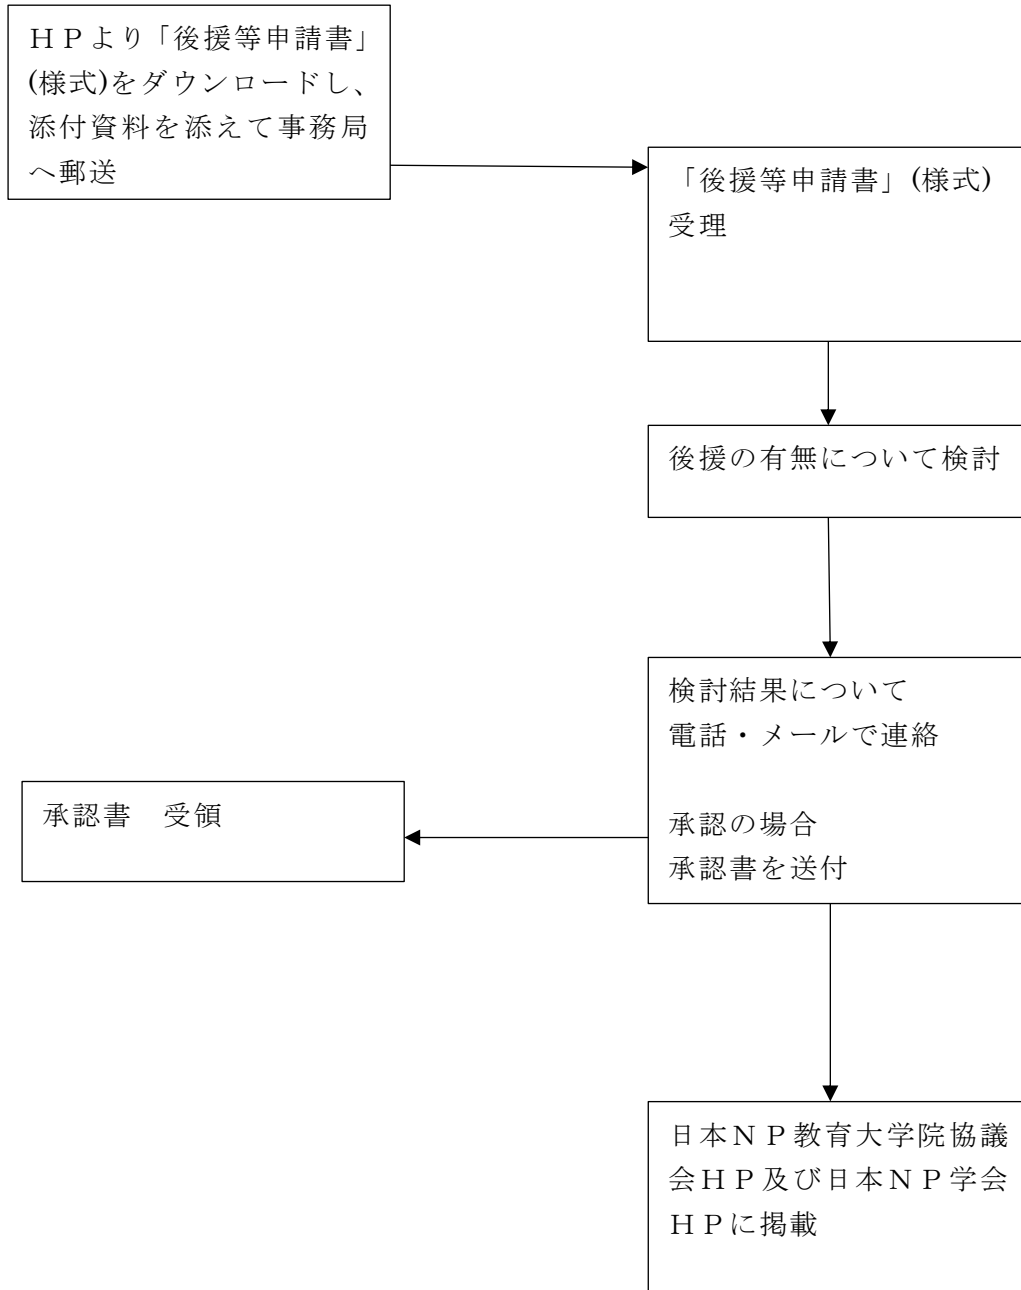 ＨＰより「後援等申請書」
(様式)をダウンロードし、
添付資料を添えて事務局
へ郵送
「後援等申請書」(様式)
受理
後援の有無について検討
検討結果について
電話・メールで連絡
承認の場合
承認書を送付
承認書　受領
日本ＮＰ教育大学院協議
会ＨＰ及び日本ＮＰ学会
ＨＰに掲載